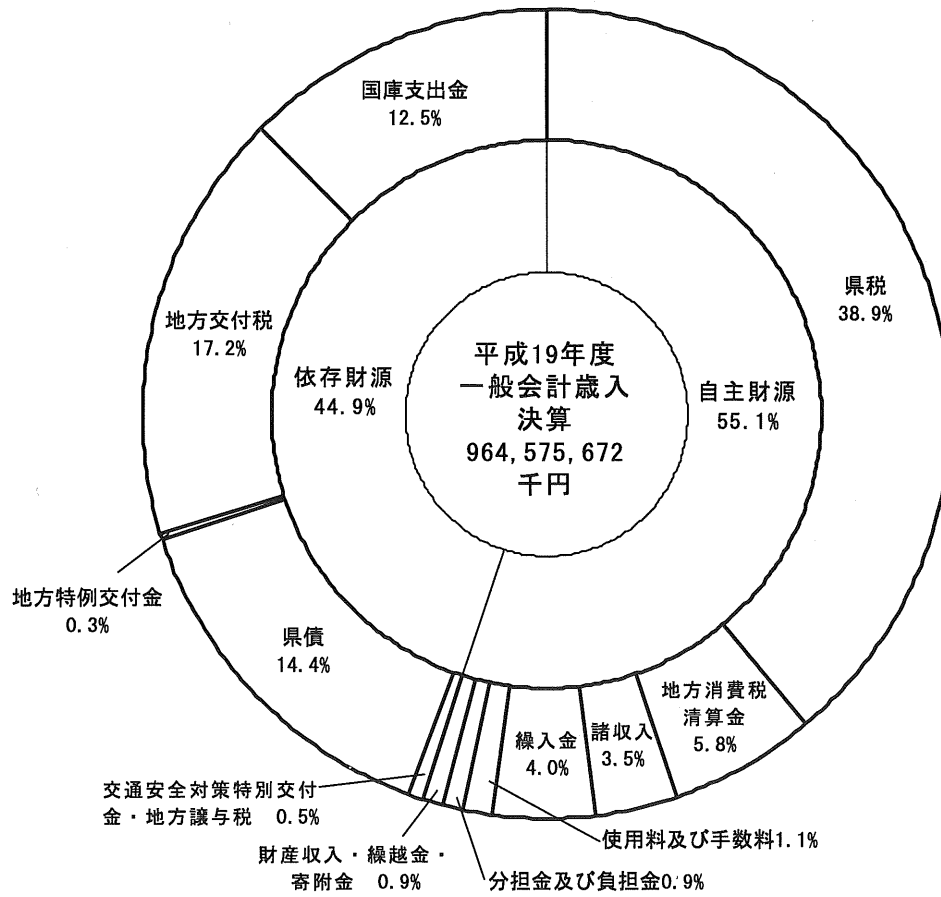 平成19年度
一般会計歳入
決算
964,575,672
千円
自主財源
55.1%
依存財源
44.9%
県税
38.9%
地方消費税
清算金
5.8%
諸収入
3.5%
繰入金
4.0%
使用料及び手数料1.1%
分担金及び負担金0.9%
財産収入・繰越金・
寄附金 0.9%
交通安全対策特別交付
金・地方譲与税 0.5%
県債
14.4%
地方特例交付金
0.3%
地方交付税
17.2%
国庫支出金
12.5%